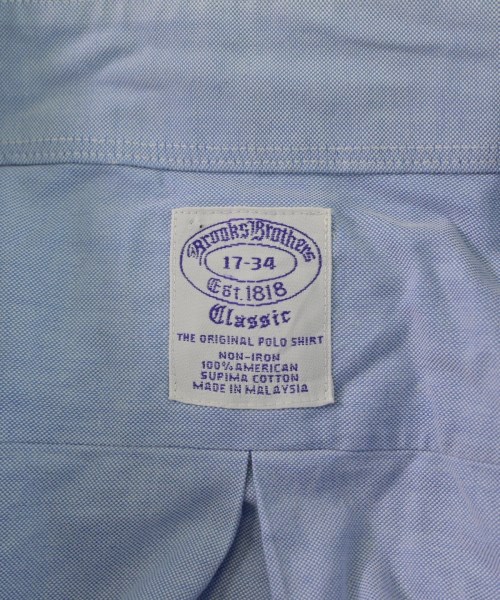 Brooks Brothers
17-34
Est. 1818
Classic
THE ORIGINAL POLO SHIRT
NON-IRON
100% AMERICAN
SUPIMA COTTON
MADE IN MALAYSIA